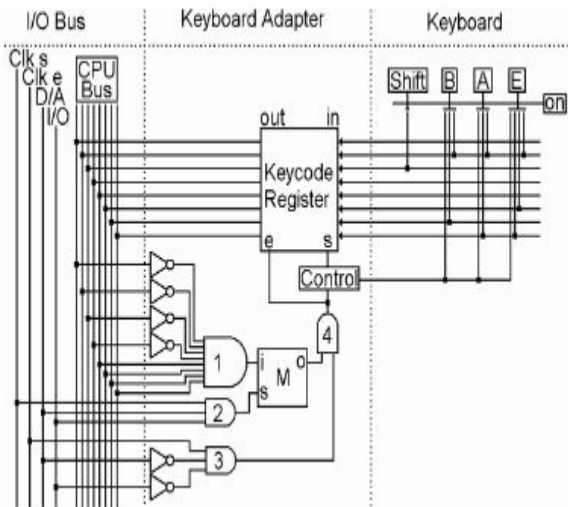 I/O Bus
Keyboard Adapter
Keyboard
Clk s
Clk e
D/A
I/O
CPU
Bus
Shift
B
A
E
on
out
in
Keycode
Register
e
s
Control
4
1
i
o
M
s
2
3